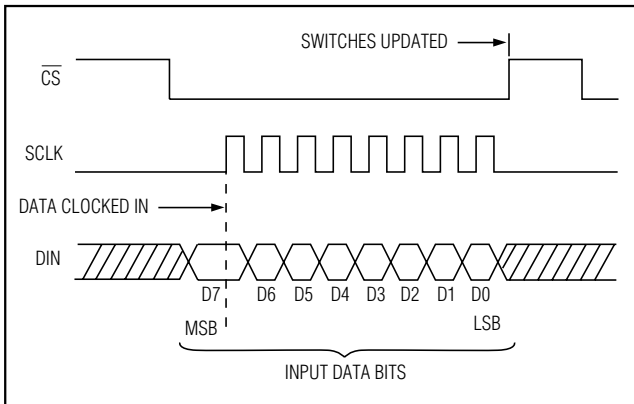 SWITCHES UPDATED
CS
SCLK
DATA CLOCKED IN
DIN
D7 D6 D5 D4 D3 D2 D1 D0
MSB LSB
INPUT DATA BITS